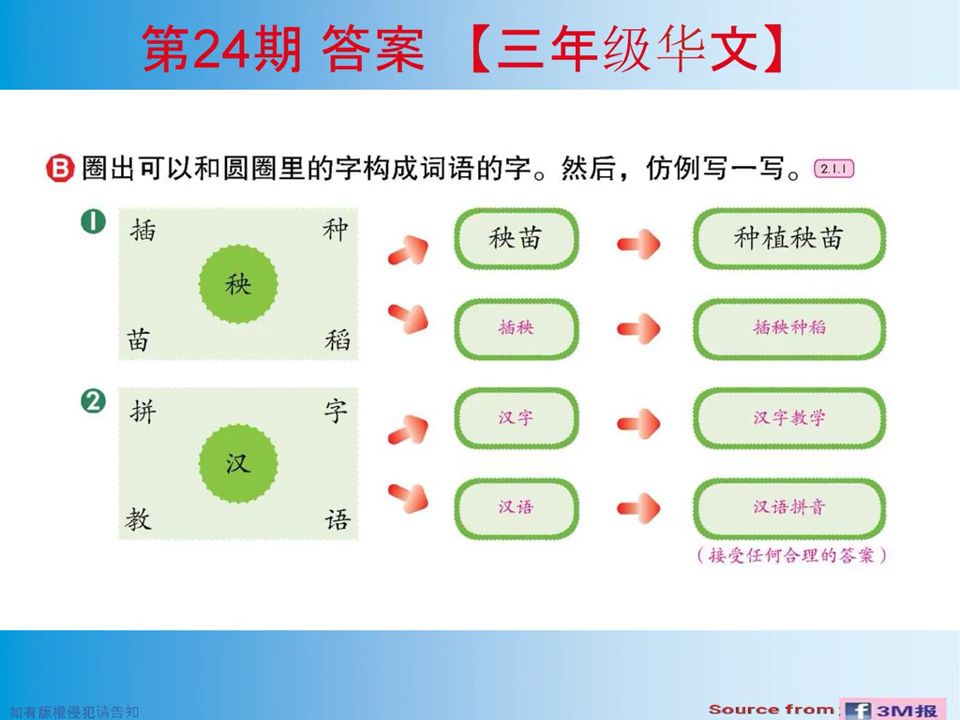 第24期 答案 【三年级华文】
B 圈出可以和圆圈里的字构成词语的字。然后，仿例写一写。 2.1.1
1
插 种
秧
苗 稻
秧苗 种植秧苗
插秧 插秧种稻
2
拼 字
汉
教 语
汉字 汉字教学
汉语 汉语拼音
（接受任何合理的答案）
如有版權侵犯请告知
Source from : f 3M报